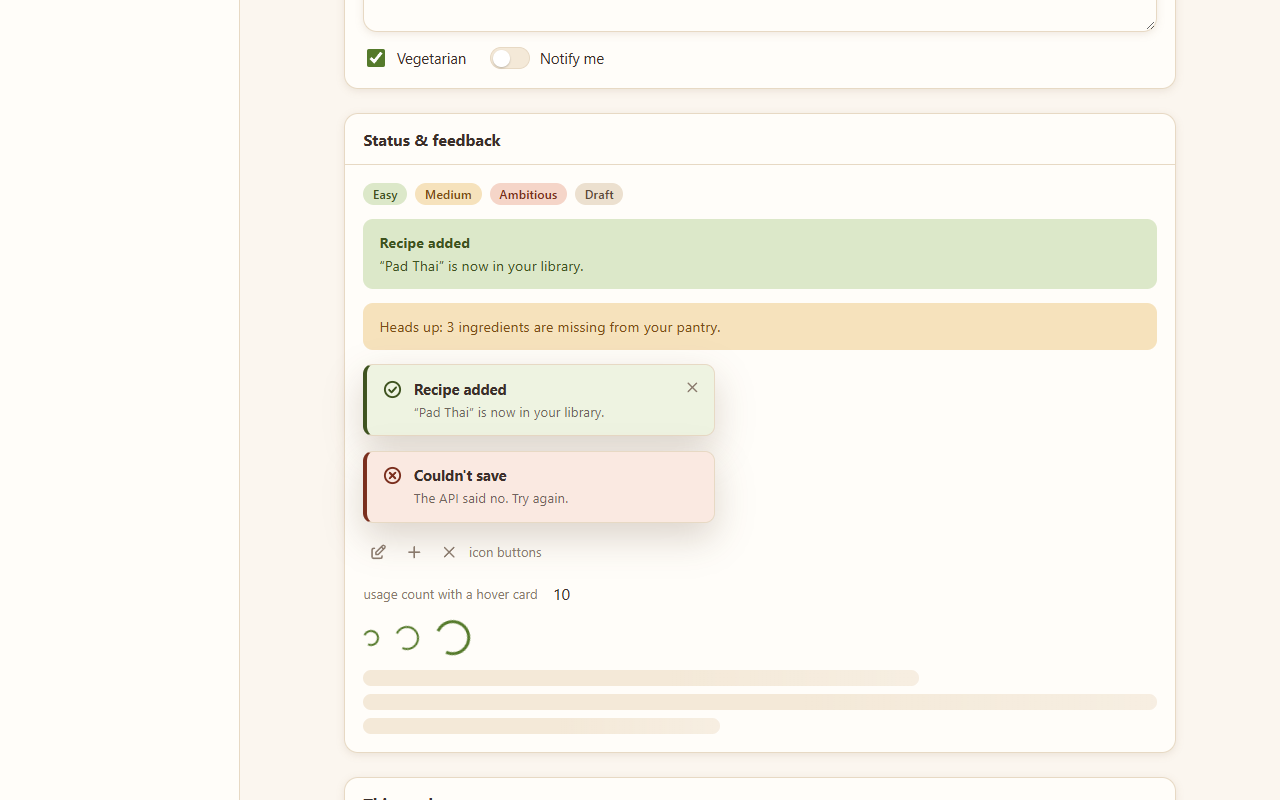 Vegetarian Notify me
Status & feedback
Easy Medium Ambitious Draft
Recipe added
“Pad Thai” is now in your library.
Heads up: 3 ingredients are missing from your pantry.
Recipe added
“Pad Thai” is now in your library.
Couldn't save
The API said no. Try again.
icon buttons
usage count with a hover card 10